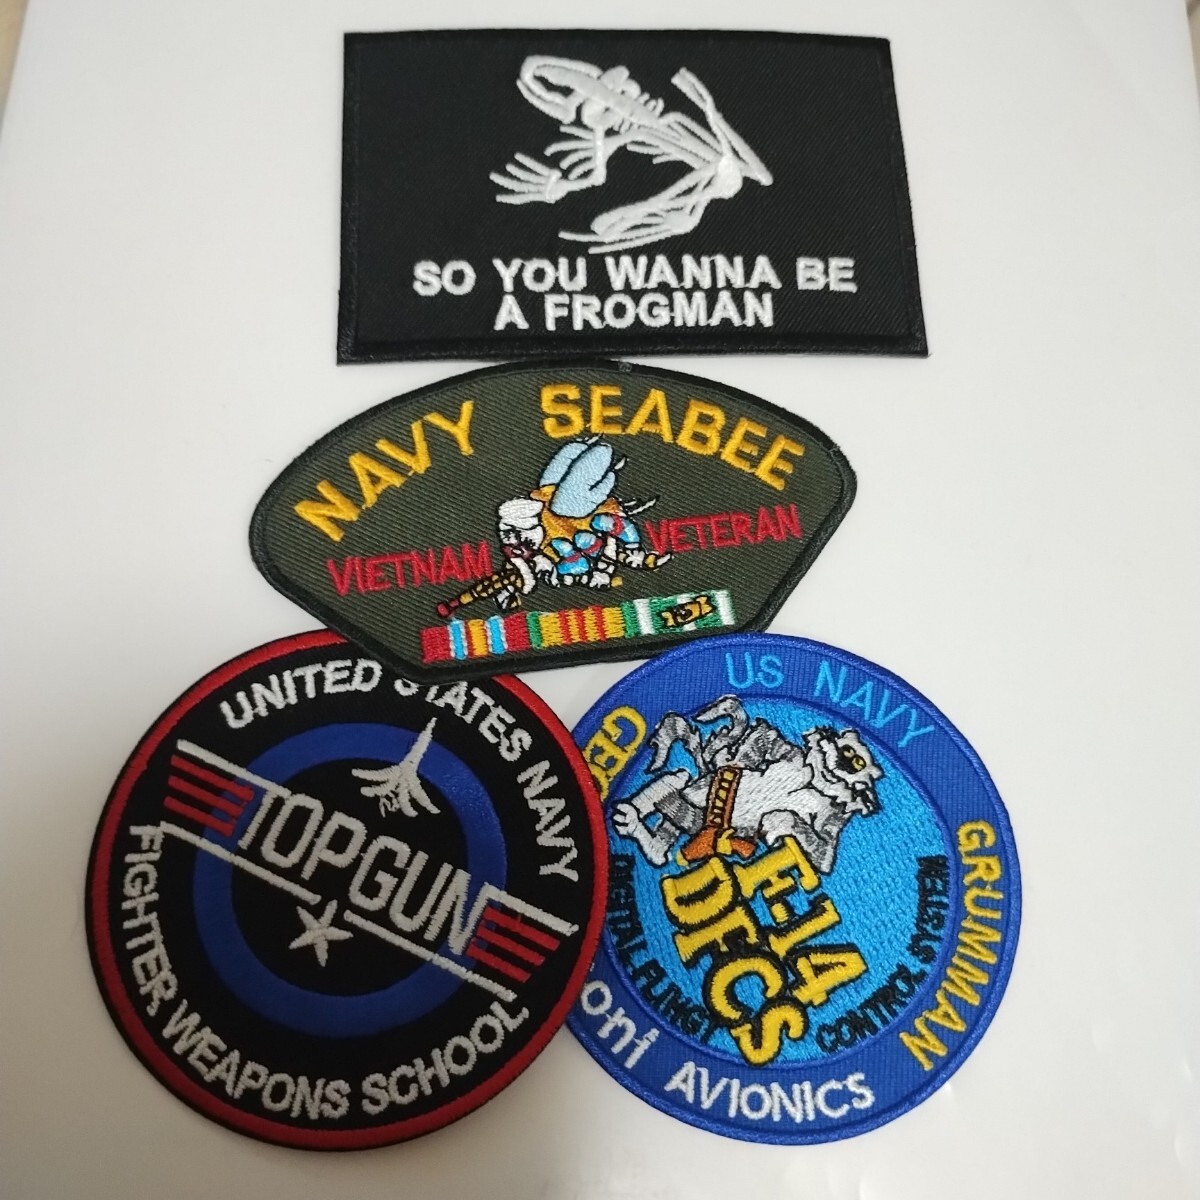 SO YOU WANNA BE
A FROGMAN
NAVY SEABEE
VIETNAM VETERAN
UNITED STATES NAVY
TOPGUN
FIGHTER WEAPONS SCHOOL
US NAVY
GRUMMAN
AVIONICS
F-14
DFCS
DIGITAL FLIHGT
CONTROL SYSTEM